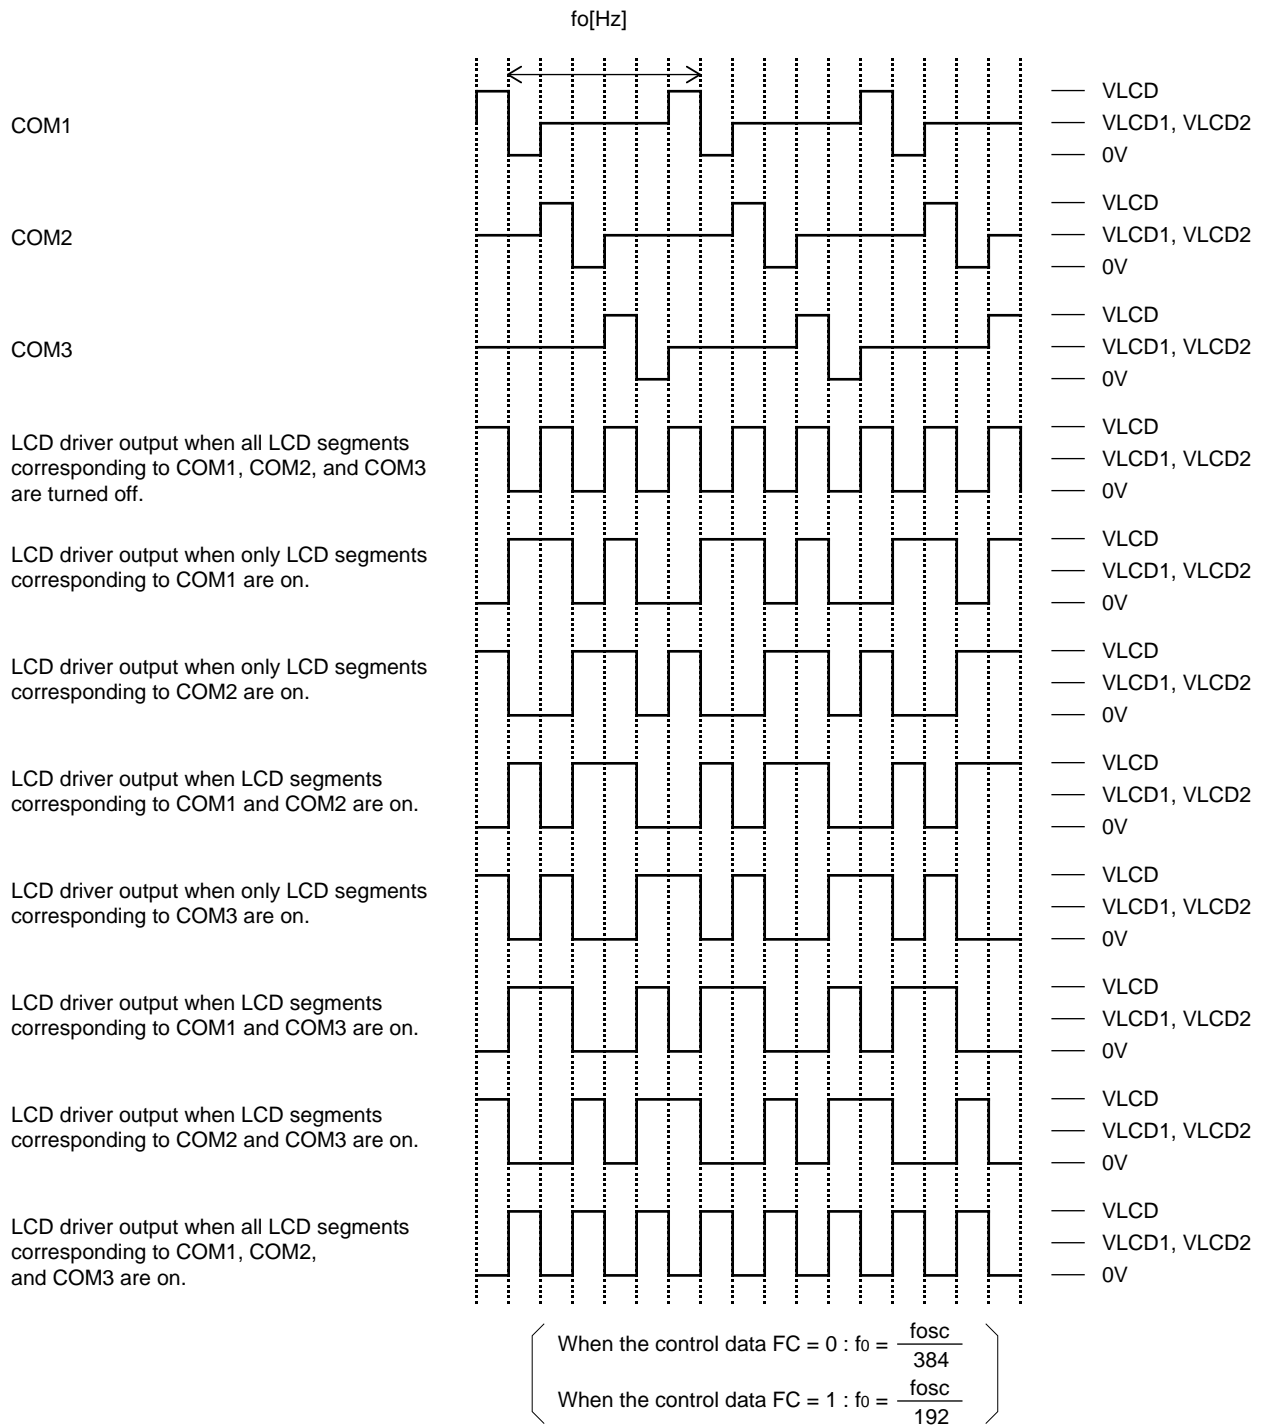 fo[Hz]
COM1
VLCD
VLCD1, VLCD2
0V
COM2
VLCD
VLCD1, VLCD2
0V
COM3
VLCD
VLCD1, VLCD2
0V
LCD driver output when all LCD segments
corresponding to COM1, COM2, and COM3
are turned off.
VLCD
VLCD1, VLCD2
0V
LCD driver output when only LCD segments
corresponding to COM1 are on.
VLCD
VLCD1, VLCD2
0V
LCD driver output when only LCD segments
corresponding to COM2 are on.
VLCD
VLCD1, VLCD2
0V
LCD driver output when LCD segments
corresponding to COM1 and COM2 are on.
VLCD
VLCD1, VLCD2
0V
LCD driver output when only LCD segments
corresponding to COM3 are on.
VLCD
VLCD1, VLCD2
0V
LCD driver output when LCD segments
corresponding to COM1 and COM3 are on.
VLCD
VLCD1, VLCD2
0V
LCD driver output when LCD segments
corresponding to COM2 and COM3 are on.
VLCD
VLCD1, VLCD2
0V
LCD driver output when all LCD segments
corresponding to COM1, COM2,
and COM3 are on.
VLCD
VLCD1, VLCD2
0V
When the control data FC = 0 : f0 = fosc
384
When the control data FC = 1 : f0 = fosc
192